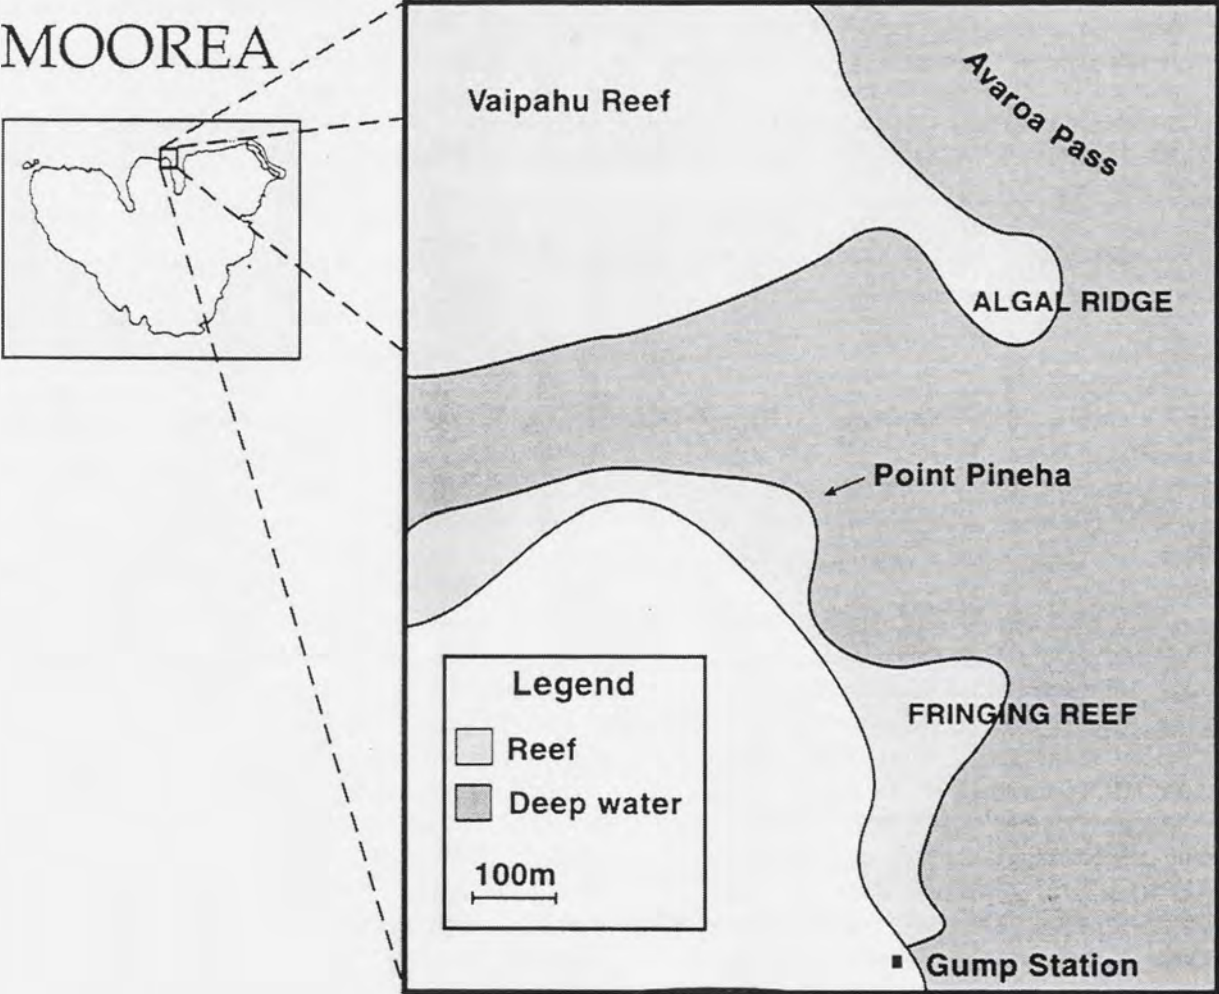 MOOREA
Vaipahu Reef
Avaroa Pass
ALGAL RIDGE
Point Pineha
Legend
Reef
Deep water
100m
FRINGING REEF
Gump Station